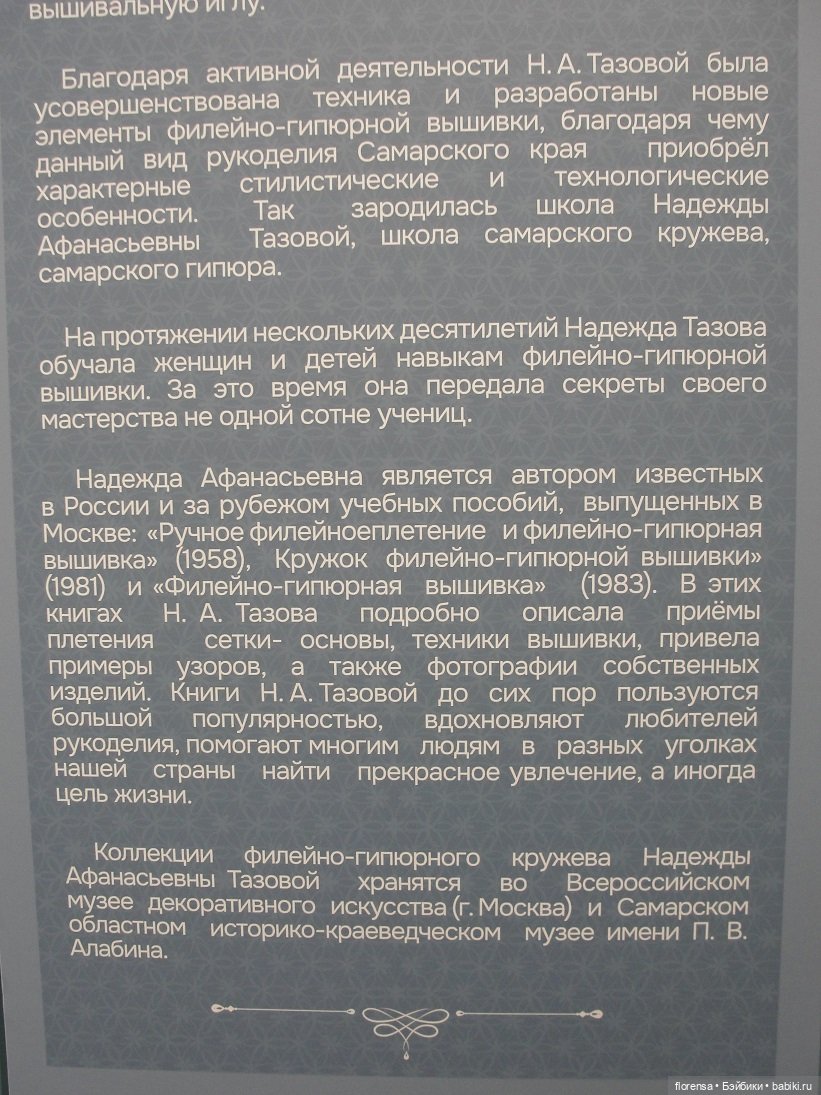 вышивальную иглу.
Благодаря активной деятельности Н. А. Тазовой была
усовершенствована техника и разработаны новые
элементы филейно-гипюрной вышивки, благодаря чему
данный вид рукоделия Самарского края приобрёл
характерные стилистические и технологические
особенности. Так зародилась школа Надежды
Афанасьевны Тазовой, школа самарского кружева,
самарского гипюра.
На протяжении нескольких десятилетий Надежда Тазова
обучала женщин и детей навыкам филейно-гипюрной
вышивки. За это время она передала секреты своего
мастерства не одной сотне учениц.
Надежда Афанасьевна является автором известных
в России и за рубежом учебных пособий, выпущенных в
Москве: «Ручное филейноеплетение и филейно-гипюрная
вышивка» (1958), Кружок филейно-гипюрной вышивки»
(1981) и «Филейно-гипюрная вышивка» (1983). В этих
книгах Н. А. Тазова подробно описала приёмы
плетения сетки- основы, техники вышивки, привела
примеры узоров, а также фотографии собственных
изделий. Книги Н. А. Тазовой до сих пор пользуются
большой популярностью, вдохновляют любителей
рукоделия, помогают многим людям в разных уголках
нашей страны найти прекрасное увлечение, а иногда
цель жизни.
Коллекции филейно-гипюрного кружева Надежды
Афанасьевны Тазовой хранятся во Всероссийском
музее декоративного искусства (г. Москва) и Самарском
областном историко-краеведческом музее имени П. В.
Алабина.
florensa • Бэйбики • babiki.ru